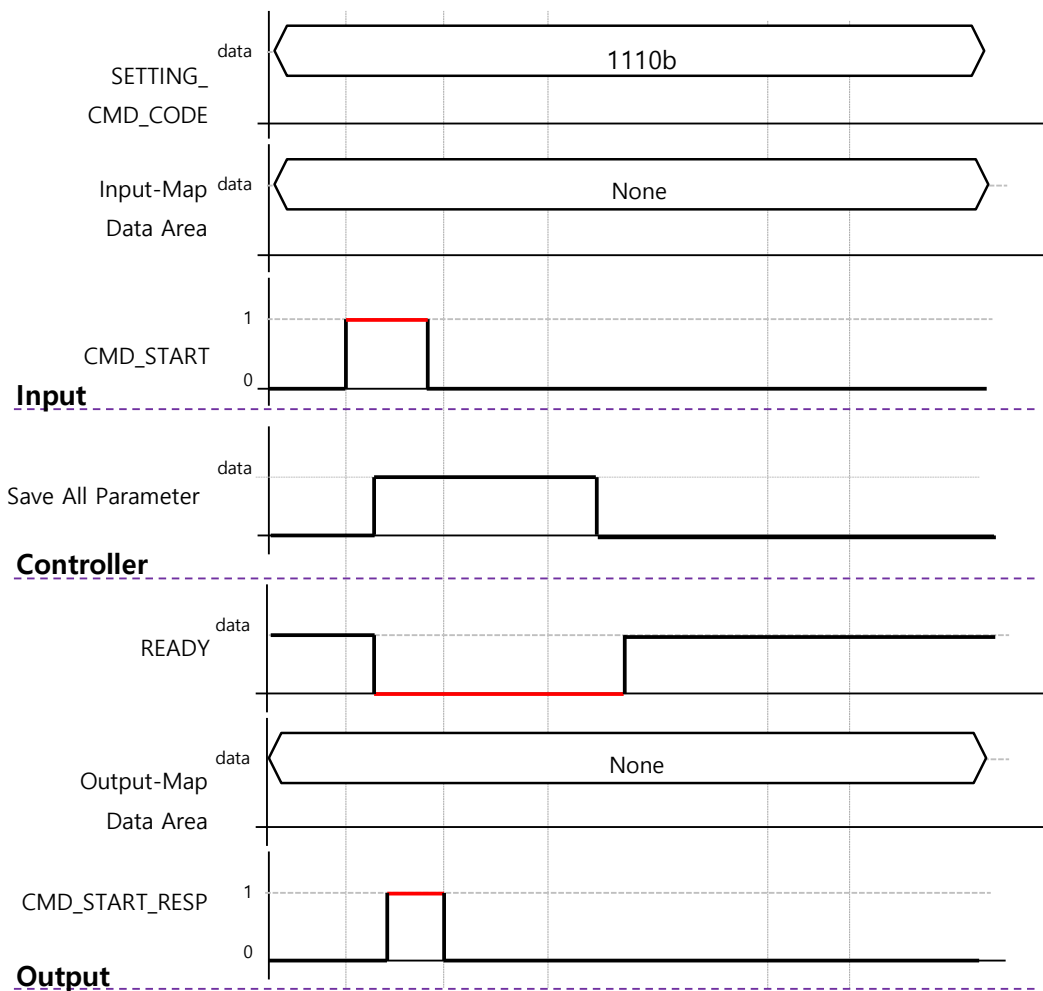 data
1110b
SETTING_
CMD_CODE
data
None
Input-Map
Data Area
1
CMD_START
0
Input
data
Save All Parameter
Controller
data
READY
data
None
Output-Map
Data Area
1
CMD_START_RESP
0
Output